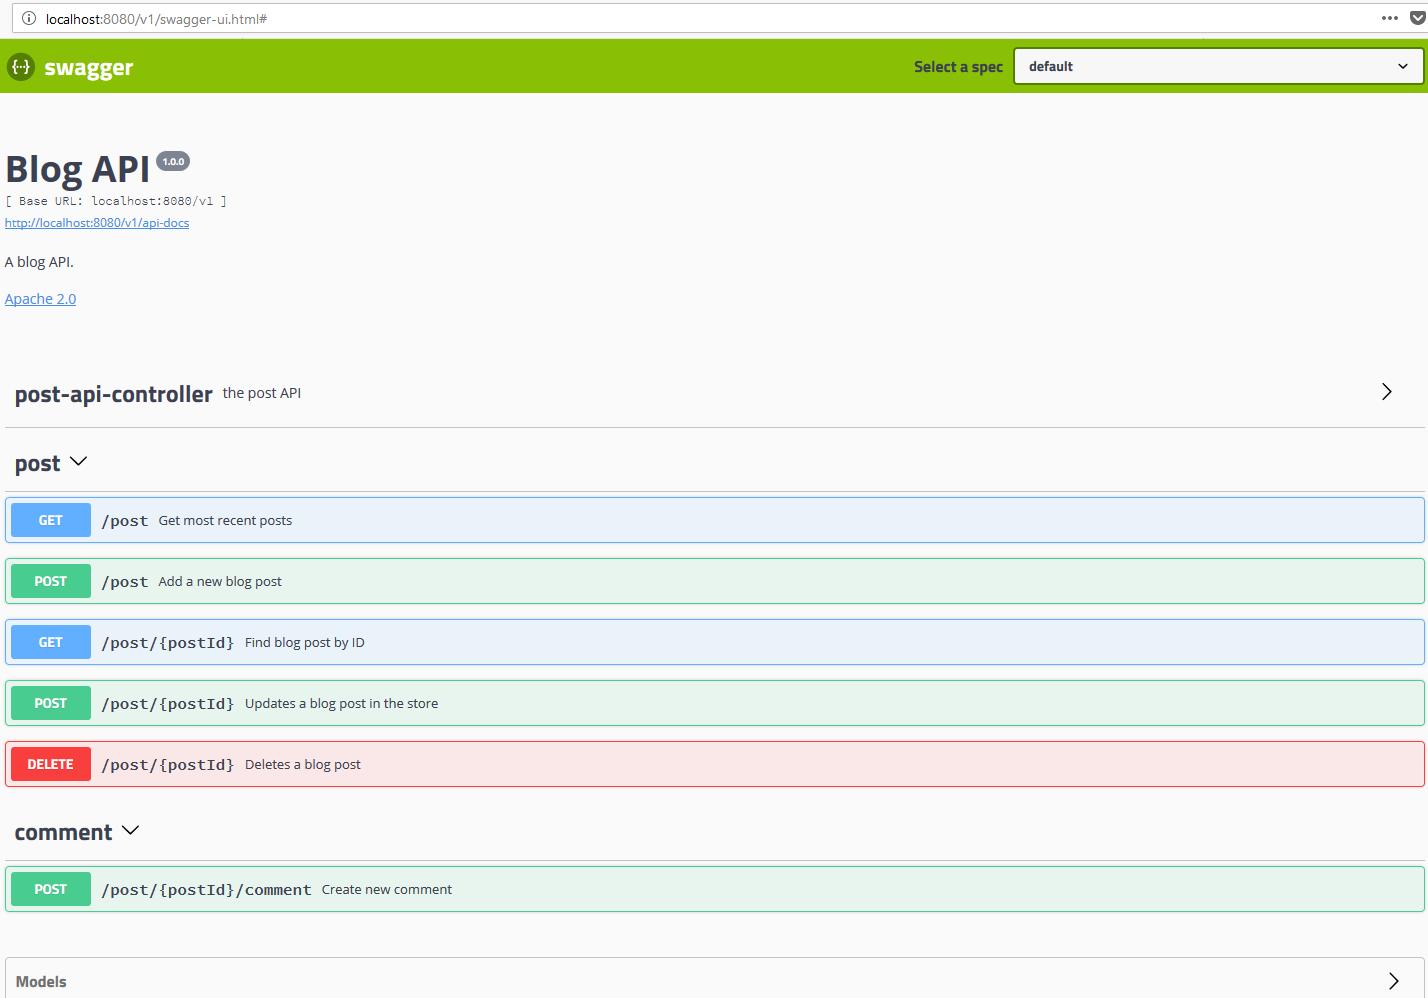 localhost:8080/v1/swagger-ui.html#
{··} swagger Select a spec default
Blog API 1.0.0
[ Base URL: localhost:8080/v1 ]
http://localhost:8080/v1/api-docs
A blog API.
Apache 2.0
post-api-controller the post API
post
GET /post Get most recent posts
POST /post Add a new blog post
GET /post/{postId} Find blog post by ID
POST /post/{postId} Updates a blog post in the store
DELETE /post/{postId} Deletes a blog post
comment
POST /post/{postId}/comment Create new comment
Models